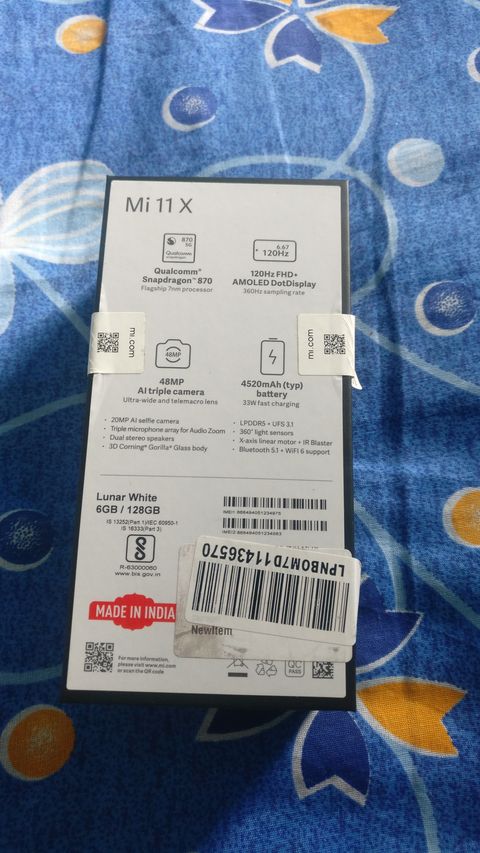 Mi 11 X
870
5G
Qualcomm
snapdragon
Qualcomm®
Snapdragon™ 870
Flagship 7nm processor
6.67
120Hz
120Hz FHD+
AMOLED DotDisplay
360Hz sampling rate
mi.com
mi.com
48MP
48MP
AI triple camera
Ultra-wide and telemacro lens
4520mAh (typ)
battery
33W fast charging
· 20MP AI selfie camera
· Triple microphone array for Audio Zoom
· Dual stereo speakers
· 3D Corning® Gorilla® Glass body
· LPDDR5 + UFS 3.1
· 360° light sensors
· X-axis linear motor + IR Blaster
· Bluetooth 5.1 + WiFi 6 support
Lunar White
6GB / 128GB
IS 13252(Part 1)/IEC 60950-1
IS 16333(Part 3)
R-63000060
www.bis.gov.in
MADE IN INDIA
For more information,
please visit www.mi.com
or scan the QR code
LPNB0M7D11436570
NewItem
QC
PASS